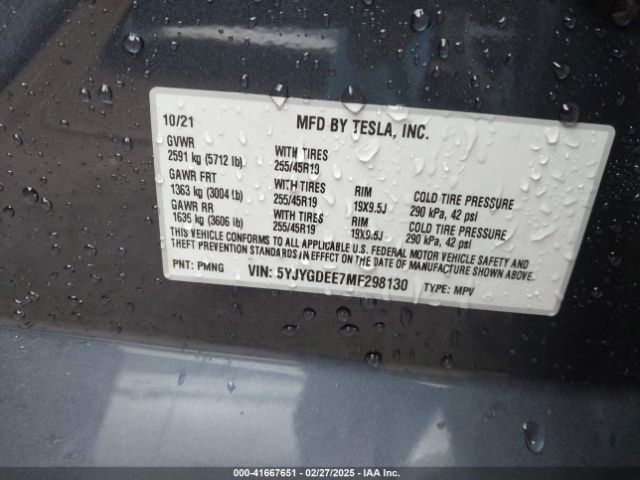 10/21 MFD BY TESLA, INC.
GVWR
2591 kg (5712 lb) WITH TIRES 255/45R19
GAWR FRT
1363 kg (3004 lb) WITH TIRES 255/45R19 RIM 19X9.5J COLD TIRE PRESSURE 290 kPa, 42 psi
GAWR RR
1636 kg (3606 lb) WITH TIRES 255/45R19 RIM 19X9.5J COLD TIRE PRESSURE 290 kPa, 42 psi
THIS VEHICLE CONFORMS TO ALL APPLICABLE U.S. FEDERAL MOTOR VEHICLE SAFETY AND
THEFT PREVENTION STANDARDS IN EFFECT ON THE DATE OF MANUFACTURE SHOWN ABOVE.
PNT: PMNG VIN: 5YJYGDEE7MF298130 TYPE: MPV
000-41667651 | 02/27/2025 | IAAI.COM